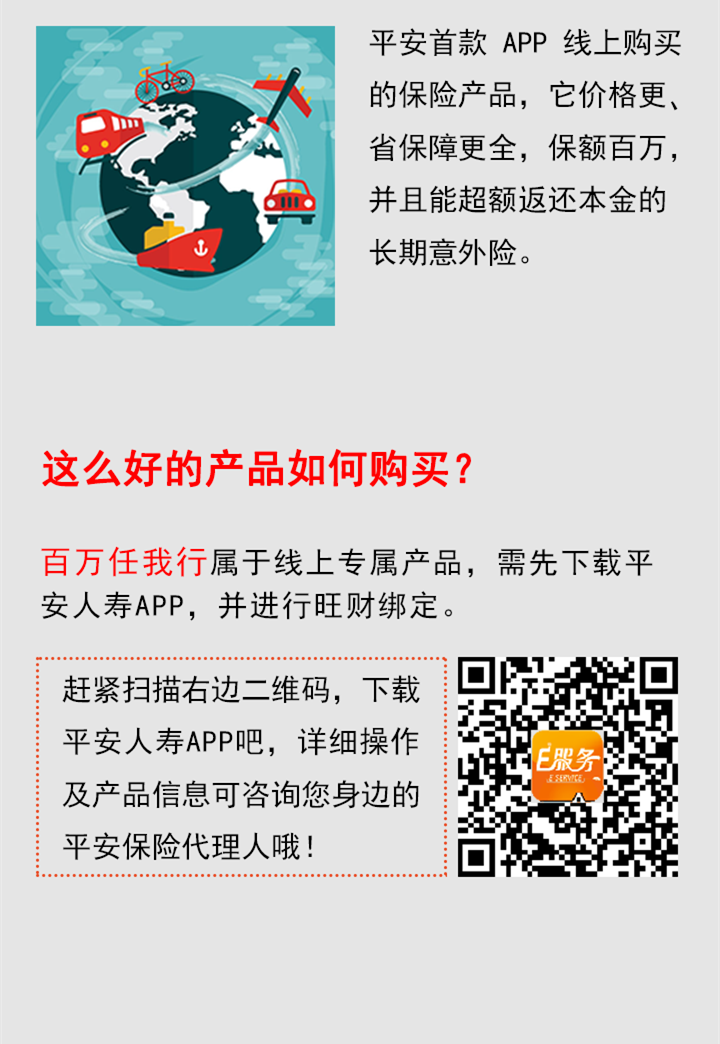 平安首款 APP 线上购买
的保险产品，它价格更、
省保障更全，保额百万，
并且能超额返还本金的
长期意外险。
这么好的产品如何购买？
百万任我行属于线上专属产品，需先下载平
安人寿APP，并进行旺财绑定。
赶紧扫描右边二维码，下载
平安人寿APP吧，详细操作
及产品信息可咨询您身边的
平安保险代理人哦！
E服务
E SERVICE